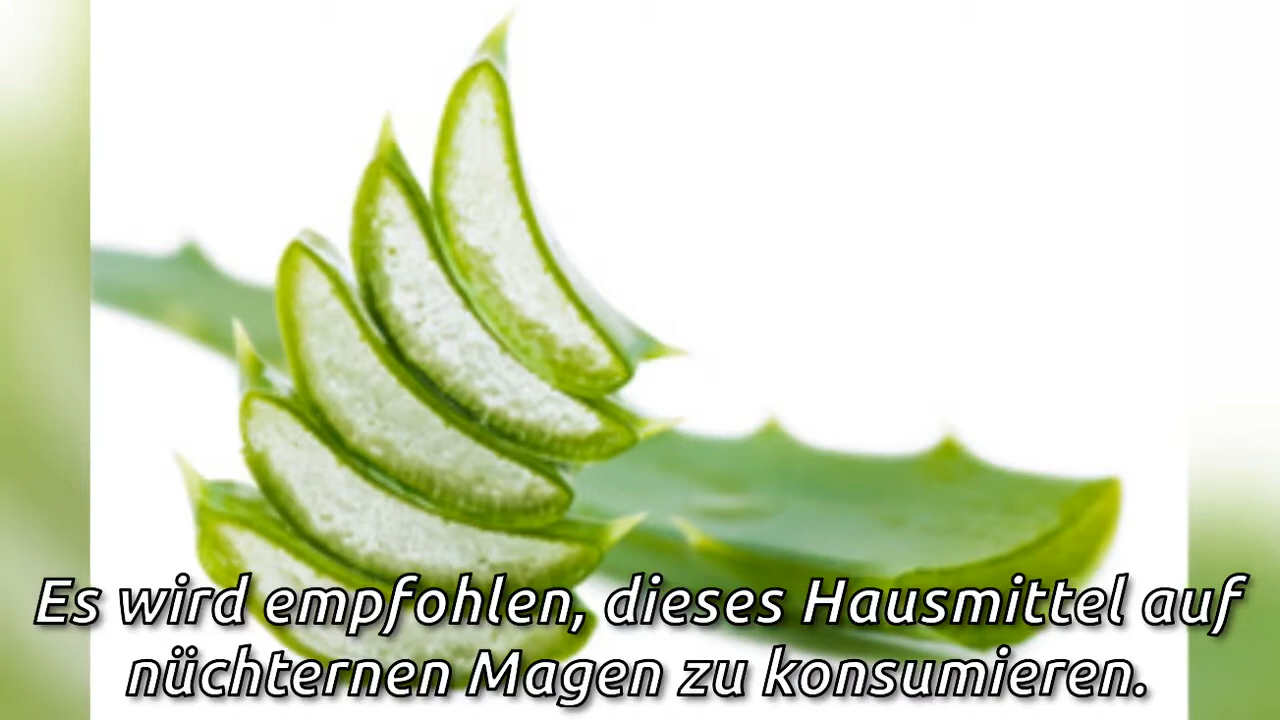 Es wird empfohlen, dieses Hausmittel auf
nüchternen Magen zu konsumieren.